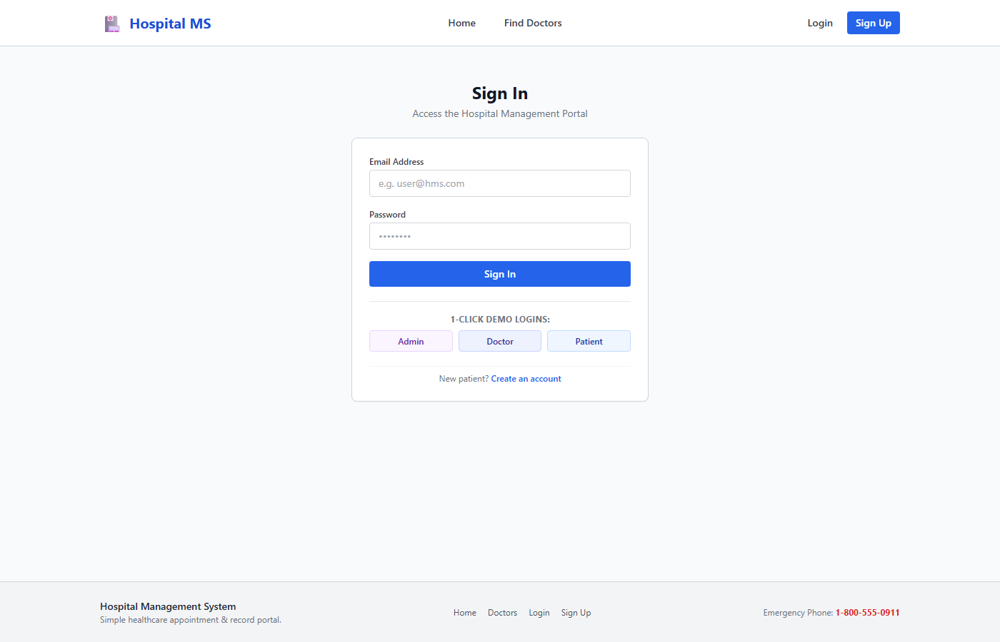 Hospital MS
Home
Find Doctors
Login
Sign Up
Sign In
Access the Hospital Management Portal
Email Address
e.g. user@hms.com
Password
••••••••
Sign In
1-CLICK DEMO LOGINS:
Admin
Doctor
Patient
New patient? Create an account
Hospital Management System
Simple healthcare appointment & record portal.
Home
Doctors
Login
Sign Up
Emergency Phone: 1-800-555-0911